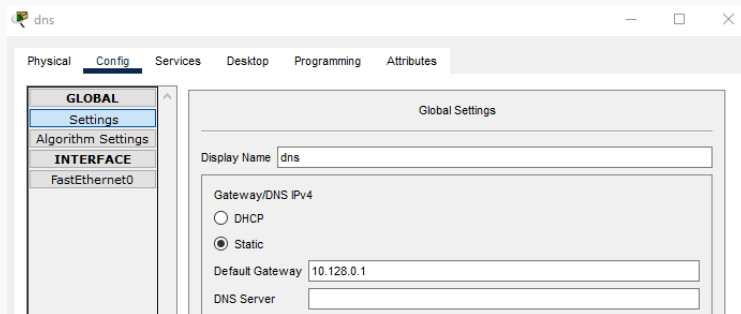 dns
Physical Config Services Desktop Programming Attributes
GLOBAL
Settings
Algorithm Settings
INTERFACE
FastEthernet0
Global Settings
Display Name dns
Gateway/DNS IPv4
DHCP
Static
Default Gateway 10.128.0.1
DNS Server